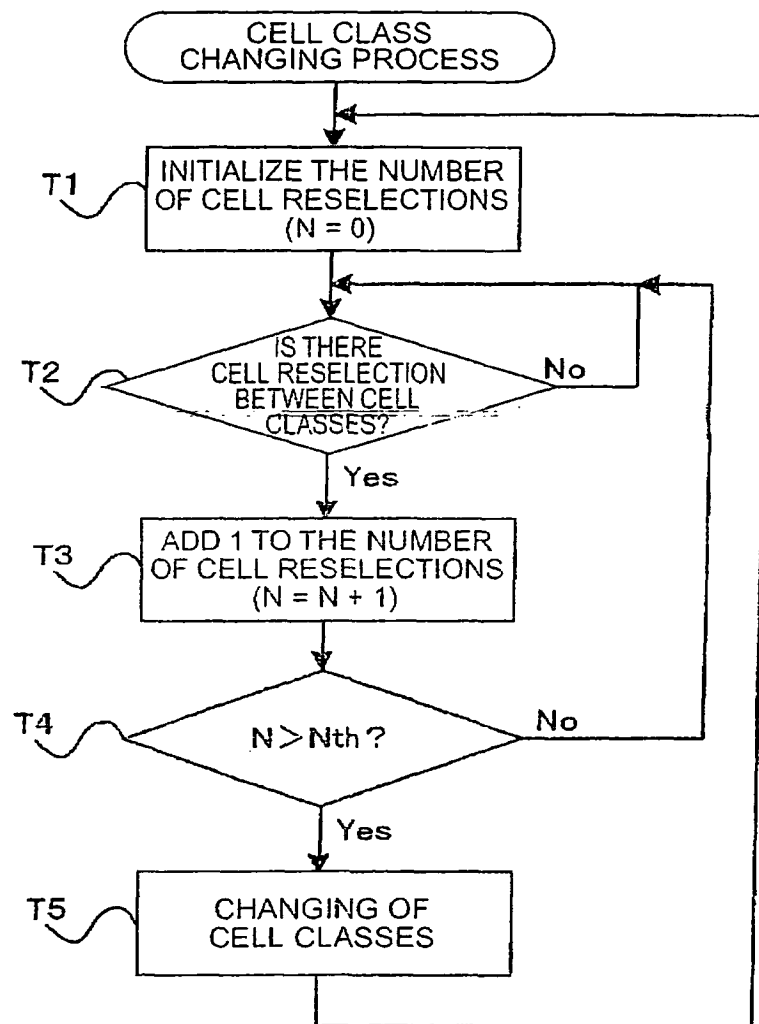 CELL CLASS
CHANGING PROCESS
T1
INITIALIZE THE NUMBER
OF CELL RESELECTIONS
(N = 0)
T2
IS THERE
CELL RESELECTION
BETWEEN CELL
CLASSES?
No
Yes
T3
ADD 1 TO THE NUMBER
OF CELL RESELECTIONS
(N = N + 1)
T4
N>Nth?
No
Yes
T5
CHANGING OF
CELL CLASSES